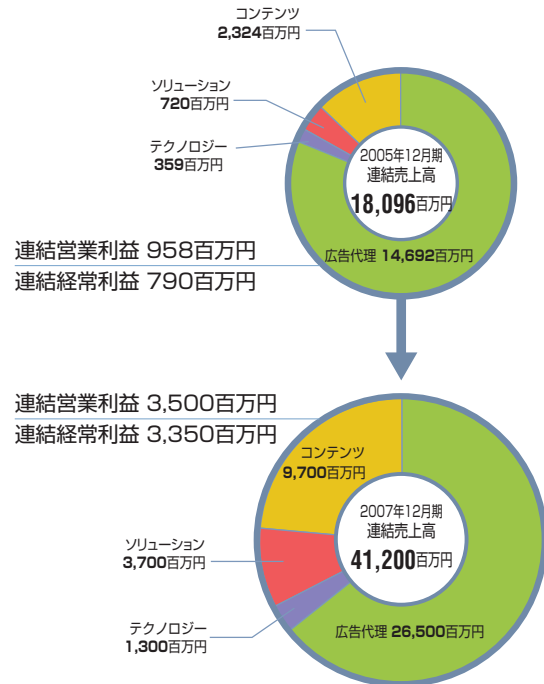 コンテンツ
2,324百万円
ソリューション
720百万円
テクノロジー
359百万円
2005年12月期
連結売上高
18,096百万円
広告代理 14,692百万円
連結営業利益 958百万円
連結経常利益 790百万円
連結営業利益 3,500百万円
連結経常利益 3,350百万円
コンテンツ
9,700百万円
ソリューション
3,700百万円
2007年12月期
連結売上高
41,200百万円
テクノロジー
1,300百万円
広告代理 26,500百万円